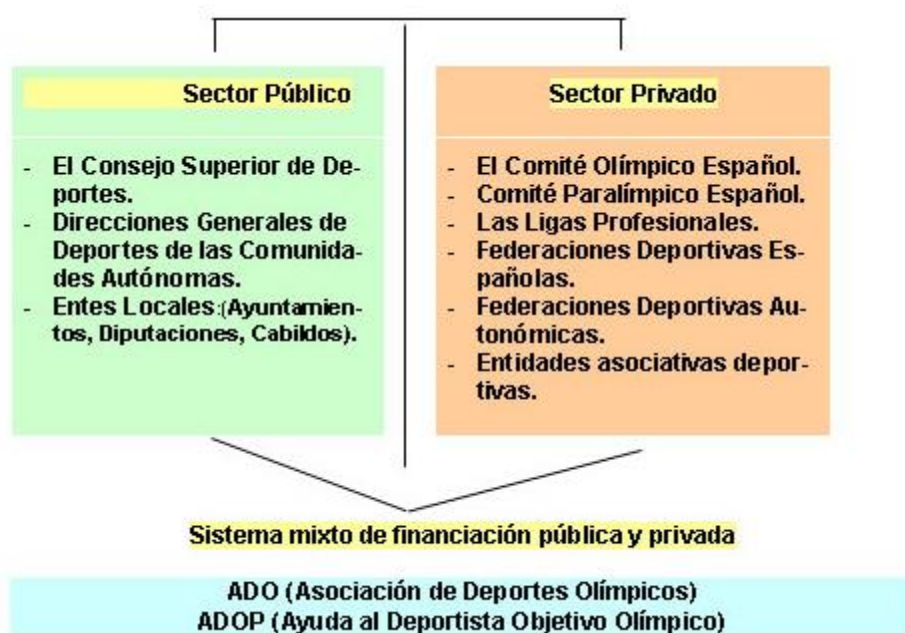 Sector Público
- El Consejo Superior de De-
portes.
- Direcciones Generales de
Deportes de las Comunida-
des Autónomas.
- Entes Locales:(Ayuntamien-
tos, Diputaciones, Cabildos).
Sector Privado
- El Comité Olímpico Español.
- Comité Paralímpico Español.
- Las Ligas Profesionales.
- Federaciones Deportivas Es-
pañolas.
- Federaciones Deportivas Au-
tonómicas.
- Entidades asociativas depor-
tivas.
Sistema mixto de financiación pública y privada
ADO (Asociación de Deportes Olímpicos)
ADOP (Ayuda al Deportista Objetivo Olímpico)